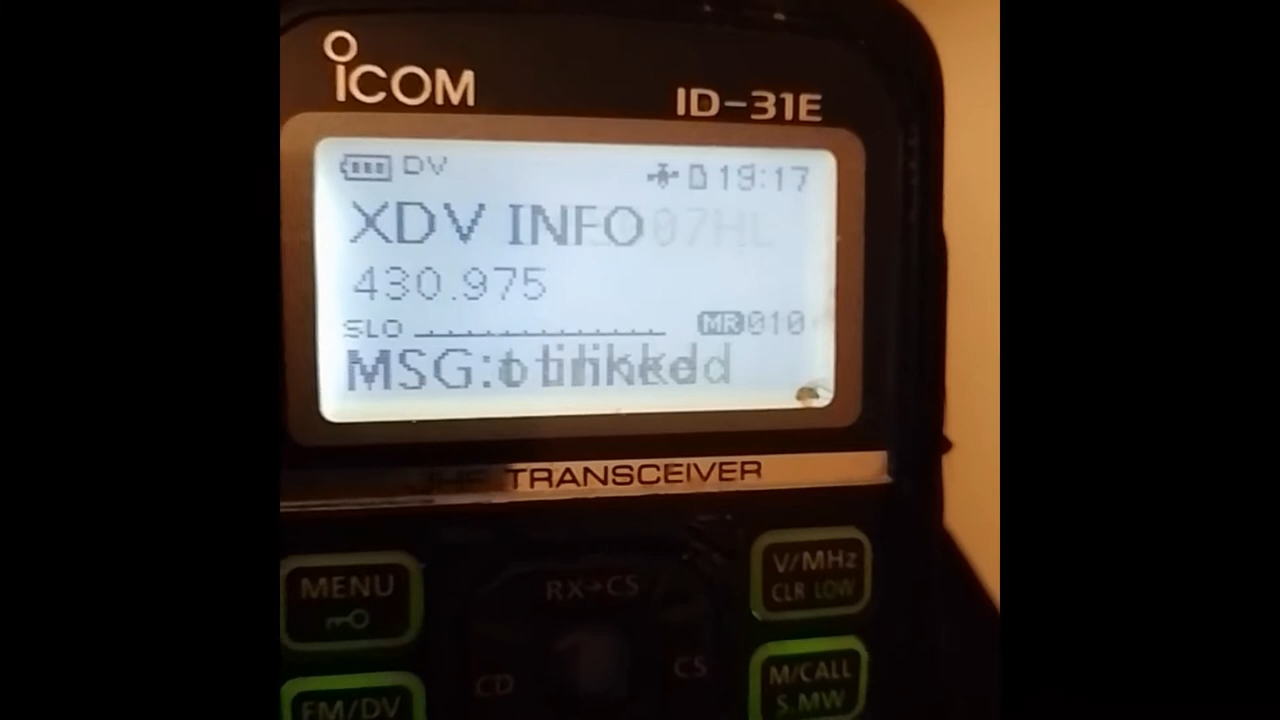 ICOM
ID-31E
DV 19:17
XDV INFO
430.975
SLO MR 010
MSG:
TRANSCEIVER
V/MHz
MENU RX→CS CLR LOW
M/CALL
CD CS S.MW
FM/DV